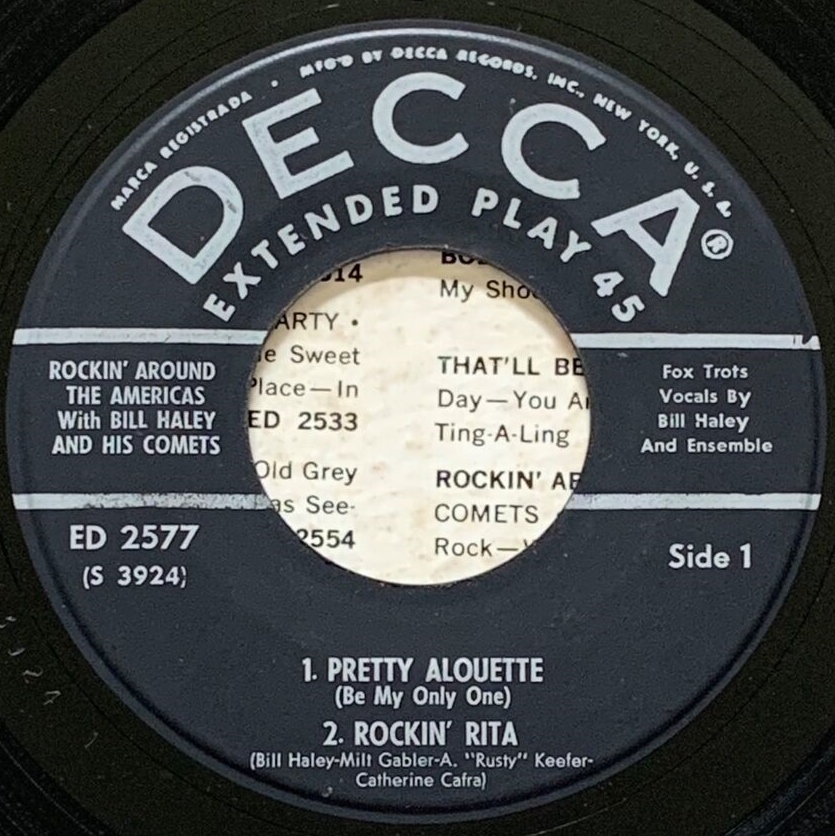 MARCA REGISTRADA • MFG'D BY DECCA RECORDS, INC., NEW YORK, U. S. A.
DECCA®
EXTENDED PLAY 45
ROCKIN' AROUND
THE AMERICAS
With BILL HALEY
AND HIS COMETS
Fox Trots
Vocals By
Bill Haley
And Ensemble
ED 2577
(S 3924)
Side 1
1. PRETTY ALOUETTE
(Be My Only One)
2. ROCKIN' RITA
(Bill Haley-Milt Gabler-A. "Rusty" Keefer-
Catherine Cafra)
ARTY •
Sweet
Place—In
ED 2533
Old Grey
as See-
2554
My
THAT'LL BE
Day—You
Ting-A-Ling
ROCKIN'
COMETS
Rock—